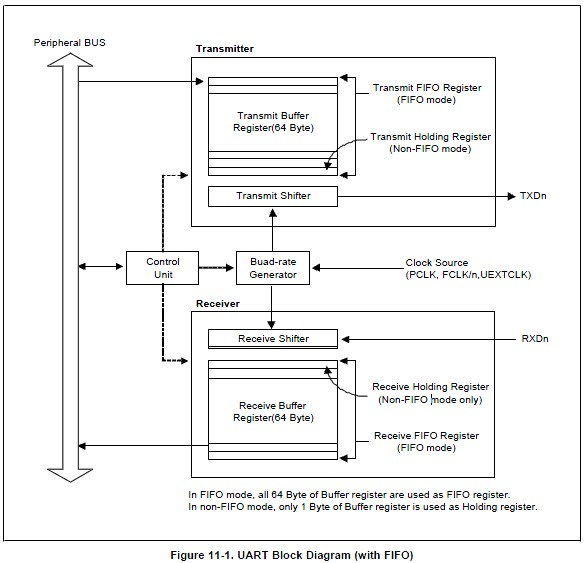 Peripheral BUS
Transmitter
Transmit Buffer
Register(64 Byte)
Transmit FIFO Register
(FIFO mode)
Transmit Holding Register
(Non-FIFO mode)
Transmit Shifter
TXDn
Control
Unit
Buad-rate
Generator
Clock Source
(PCLK, FCLK/n,UEXTCLK)
Receiver
Receive Shifter
RXDn
Receive Holding Register
(Non-FIFO mode only)
Receive Buffer
Register(64 Byte)
Receive FIFO Register
(FIFO mode)
In FIFO mode, all 64 Byte of Buffer register are used as FIFO register.
In non-FIFO mode, only 1 Byte of Buffer register is used as Holding register.
Figure 11-1. UART Block Diagram (with FIFO)